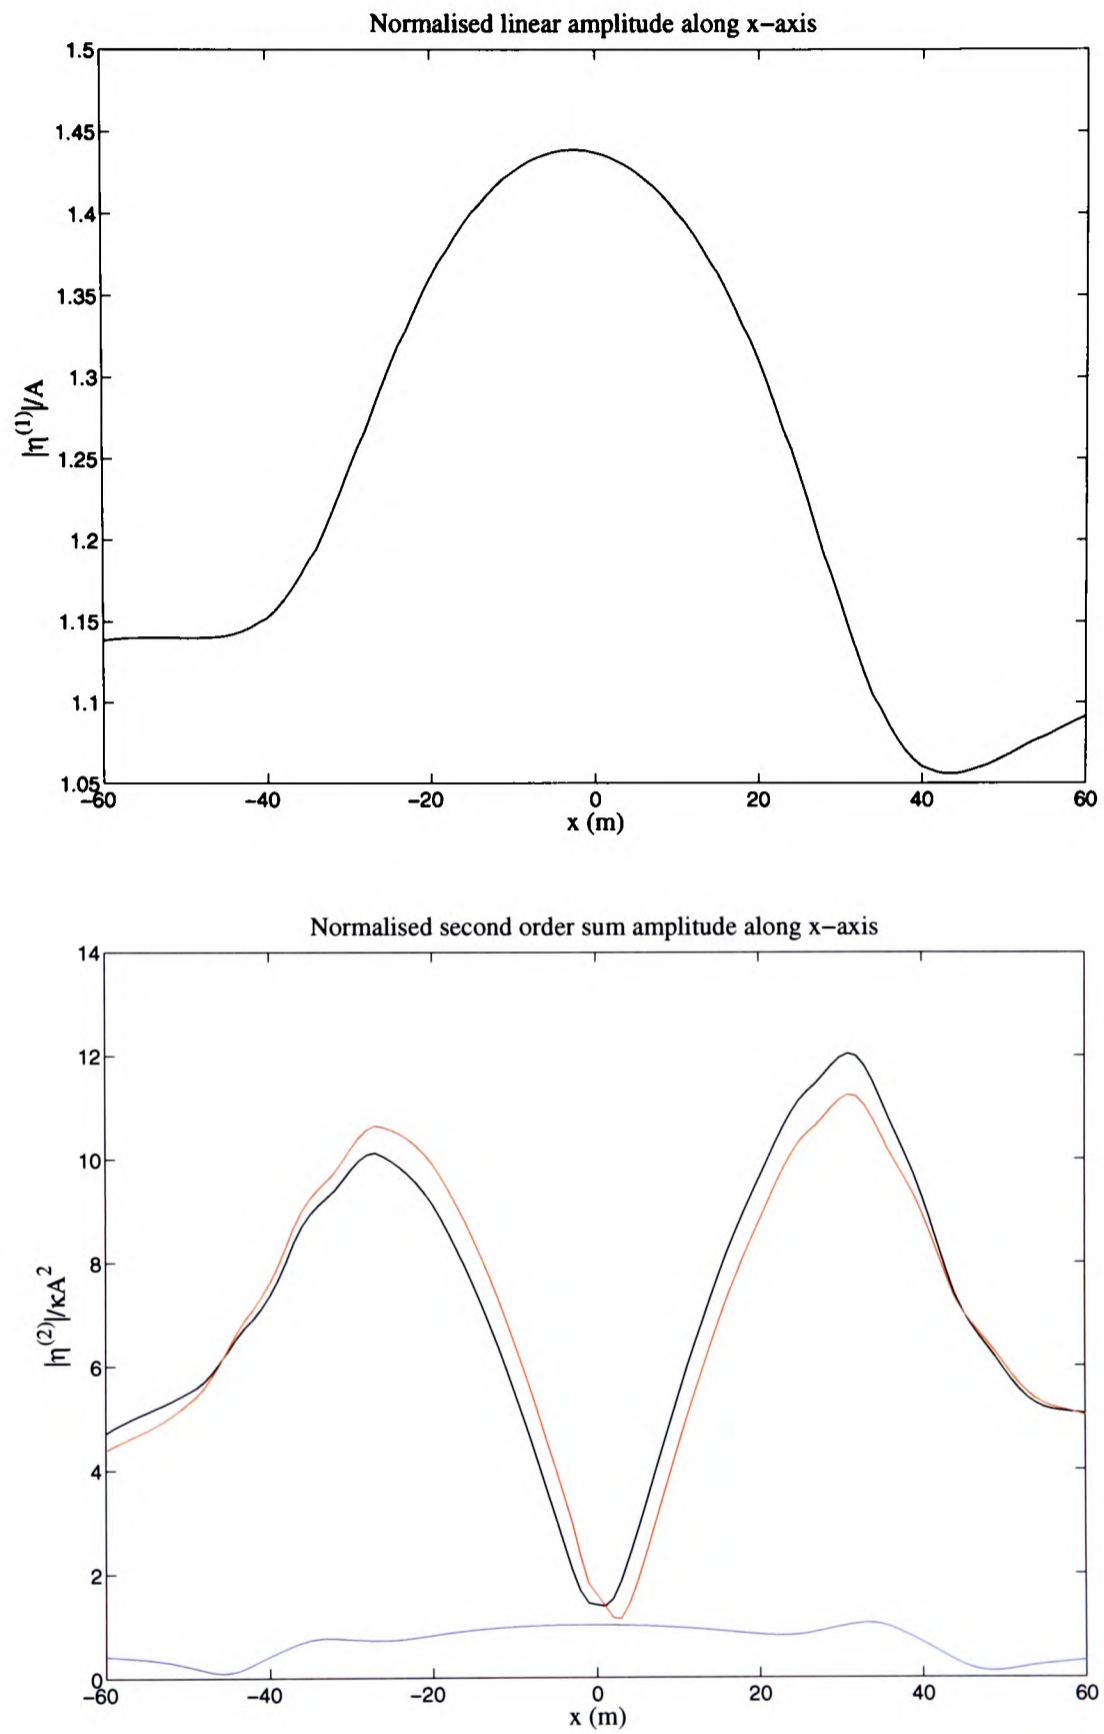 Normalised linear amplitude along x−axis
1.5
1.45
1.4
1.35
1.3
1.25
1.2
1.15
1.1
1.05
|η(1)|/A
−60 −40 −20 0 20 40 60
x (m)
Normalised second order sum amplitude along x−axis
14
12
10
8
6
4
2
0
|η(2)|/κA2
−60 −40 −20 0 20 40 60
x (m)